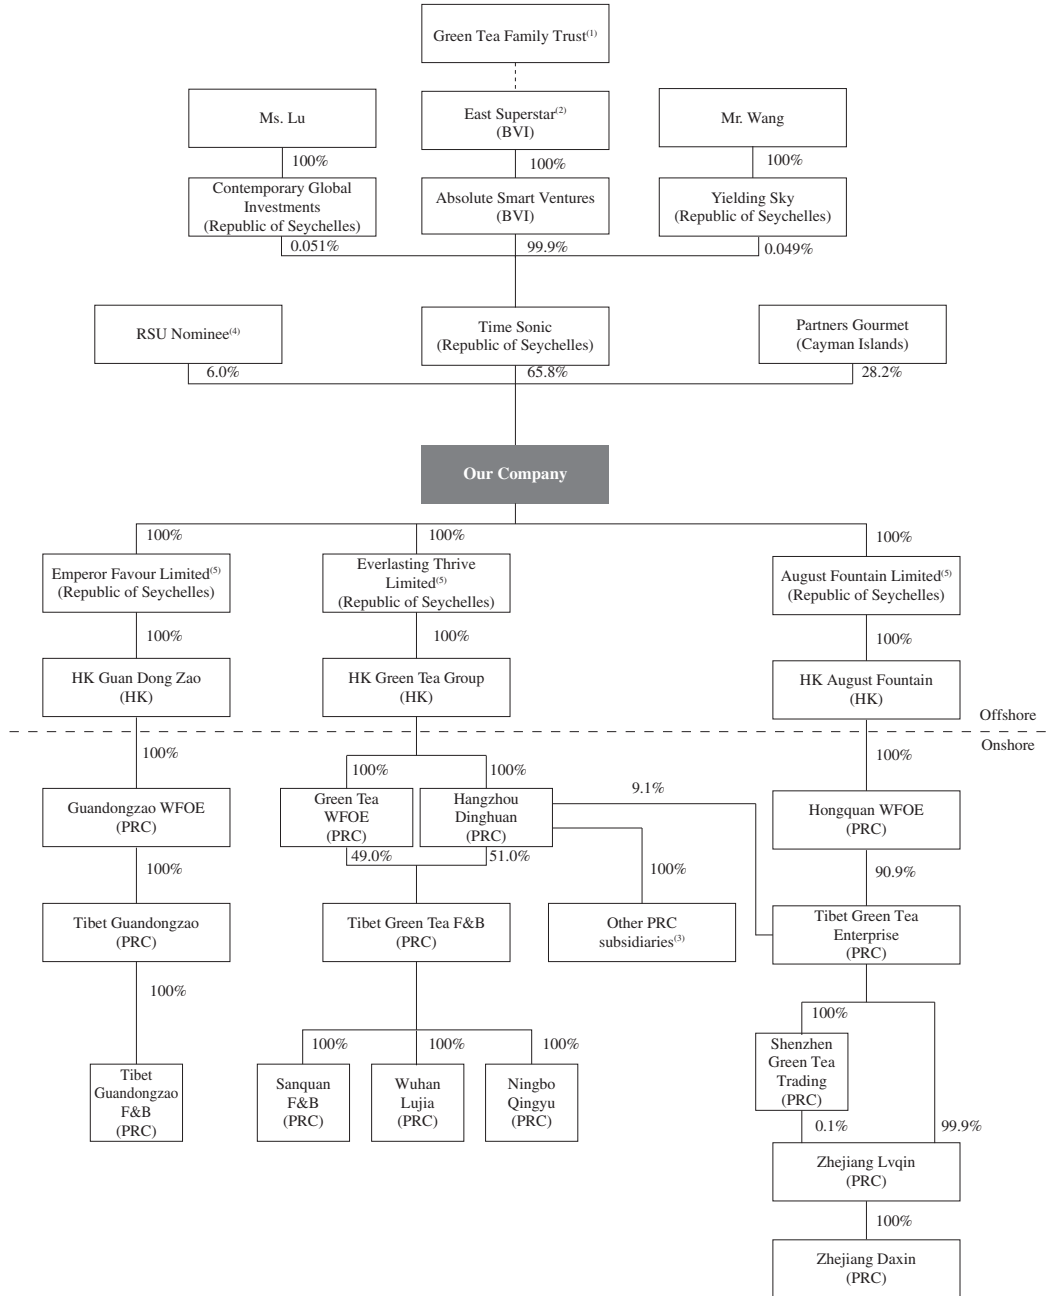 Green Tea Family Trust(1)
Ms. Lu
East Superstar(2)
(BVI)
Mr. Wang
100%
100%
100%
Contemporary Global
Investments
(Republic of Seychelles)
Absolute Smart Ventures
(BVI)
Yielding Sky
(Republic of Seychelles)
0.051%
99.9%
0.049%
RSU Nominee(4)
Time Sonic
(Republic of Seychelles)
Partners Gourmet
(Cayman Islands)
6.0%
65.8%
28.2%
Our Company
100%
100%
100%
Emperor Favour Limited(5)
(Republic of Seychelles)
Everlasting Thrive
Limited(5)
(Republic of Seychelles)
August Fountain Limited(5)
(Republic of Seychelles)
100%
100%
100%
HK Guan Dong Zao
(HK)
HK Green Tea Group
(HK)
HK August Fountain
(HK)
Offshore
Onshore
100%
100%
100%
100%
Guandongzao WFOE
(PRC)
Green Tea
WFOE
(PRC)
Hangzhou
Dinghuan
(PRC)
9.1%
Hongquan WFOE
(PRC)
100%
49.0%
51.0%
100%
90.9%
Tibet Guandongzao
(PRC)
Tibet Green Tea F&B
(PRC)
Other PRC
subsidiaries(3)
Tibet Green Tea
Enterprise
(PRC)
100%
100%
100%
100%
100%
Tibet
Guandongzao
F&B
(PRC)
Sanquan
F&B
(PRC)
Wuhan
Lujia
(PRC)
Ningbo
Qingyu
(PRC)
Shenzhen
Green Tea
Trading
(PRC)
0.1%
99.9%
Zhejiang Lvqin
(PRC)
100%
Zhejiang Daxin
(PRC)